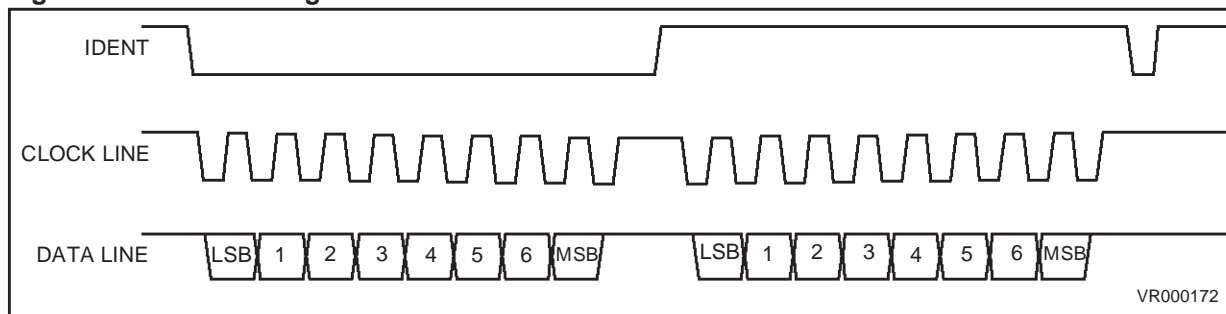 IDENT
CLOCK LINE
DATA LINE LSB 1 2 3 4 5 6 MSB LSB 1 2 3 4 5 6 MSB
VR000172